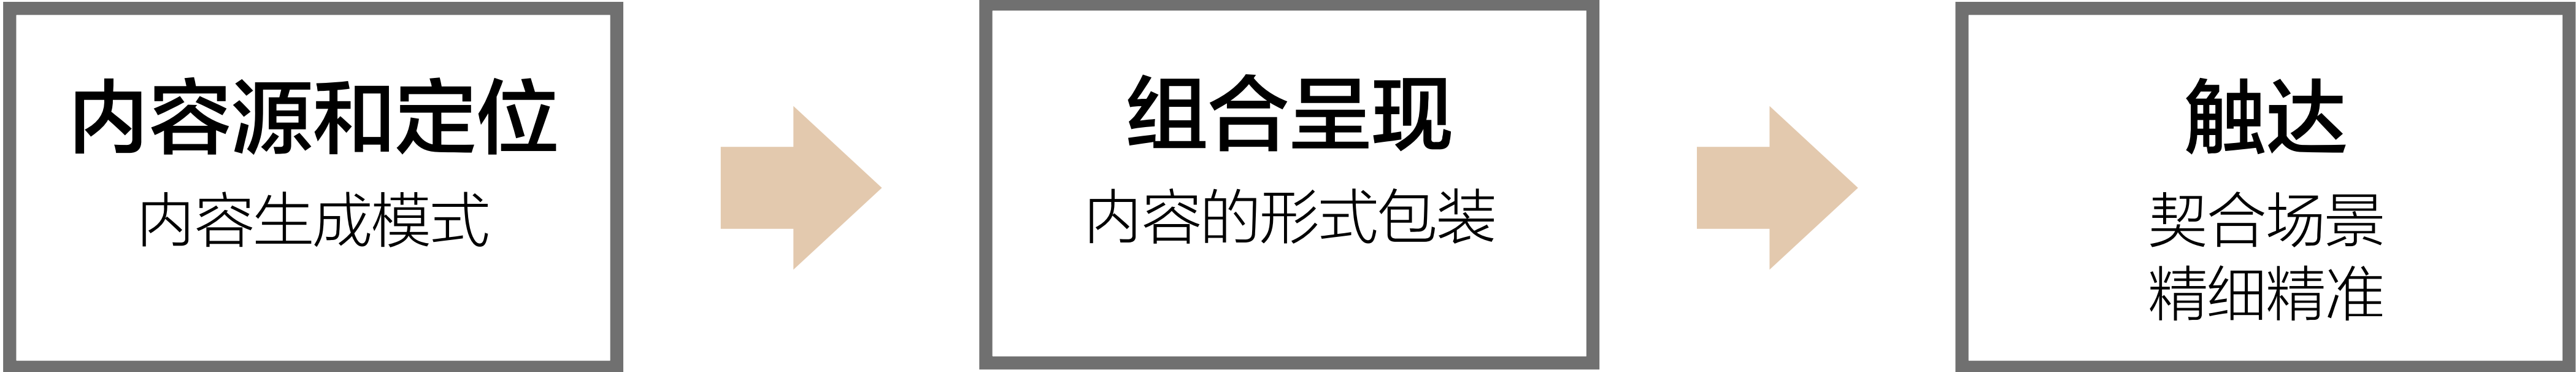 内容源和定位
内容生成模式
组合呈现
内容的形式包装
触达
契合场景
精细精准